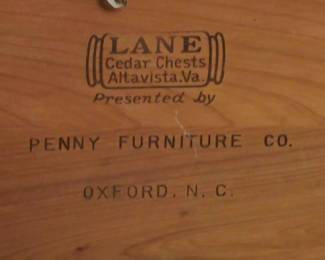 LANE
Cedar Chests
Altavista.Va.
Presented by
PENNY FURNITURE CO.
OXFORD, N. C.